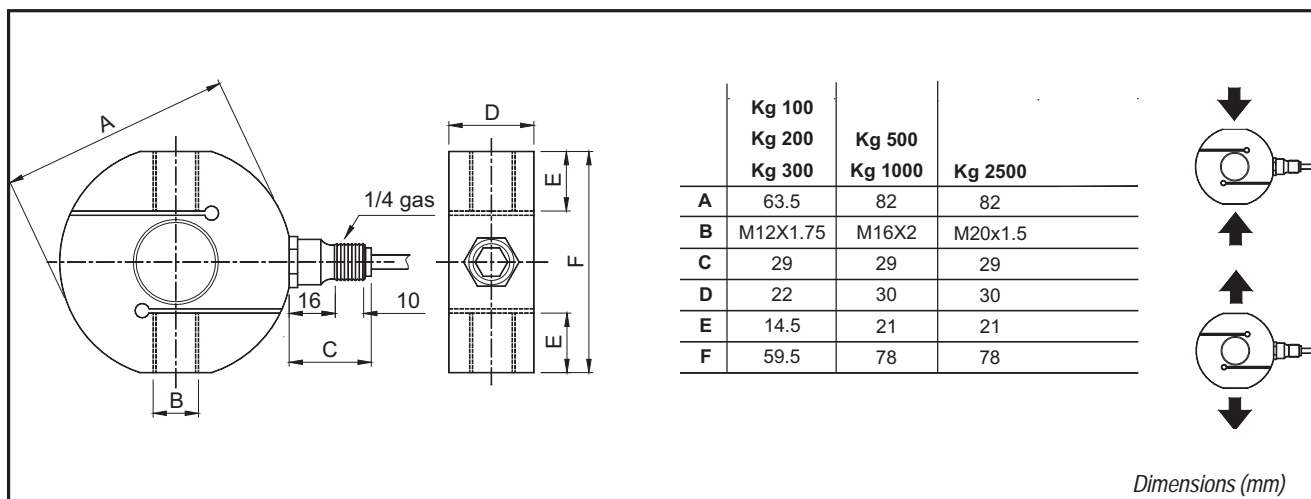 A
1/4 gas
16
10
C
B
D
E
F
E
Kg 100
Kg 200 Kg 500
Kg 300 Kg 1000 Kg 2500
A 63.5 82 82
B M12X1.75 M16X2 M20x1.5
C 29 29 29
D 22 30 30
E 14.5 21 21
F 59.5 78 78
Dimensions (mm)